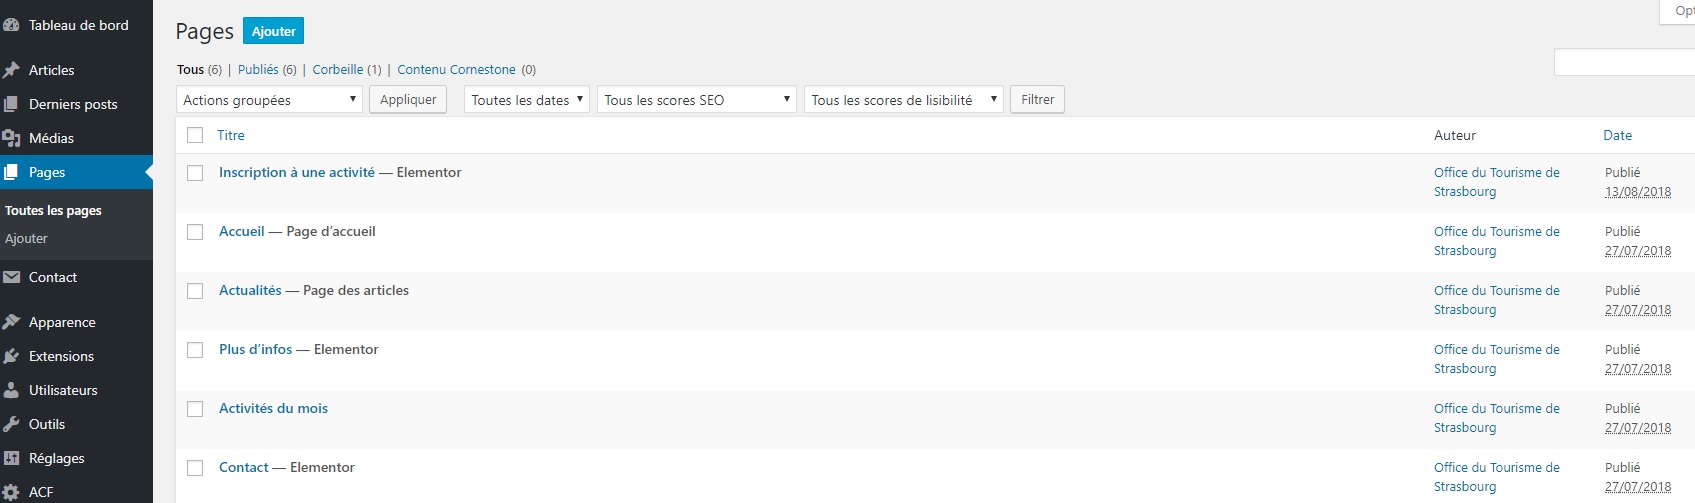 Tableau de bord
Articles
Derniers posts
Médias
Pages
Toutes les pages
Ajouter
Contact
Apparence
Extensions
Utilisateurs
Outils
Réglages
ACF
Pages Ajouter
Opt
Tous (6) | Publiés (6) | Corbeille (1) | Contenu Cornestone (0)
Actions groupées Appliquer Toutes les dates Tous les scores SEO Tous les scores de lisibilité Filtrer
Titre Auteur Date
Inscription à une activité — Elementor Office du Tourisme de Publié
Strasbourg 13/08/2018
Accueil — Page d’accueil Office du Tourisme de Publié
Strasbourg 27/07/2018
Actualités — Page des articles Office du Tourisme de Publié
Strasbourg 27/07/2018
Plus d’infos — Elementor Office du Tourisme de Publié
Strasbourg 27/07/2018
Activités du mois Office du Tourisme de Publié
Strasbourg 27/07/2018
Contact — Elementor Office du Tourisme de Publié
Strasbourg 27/07/2018